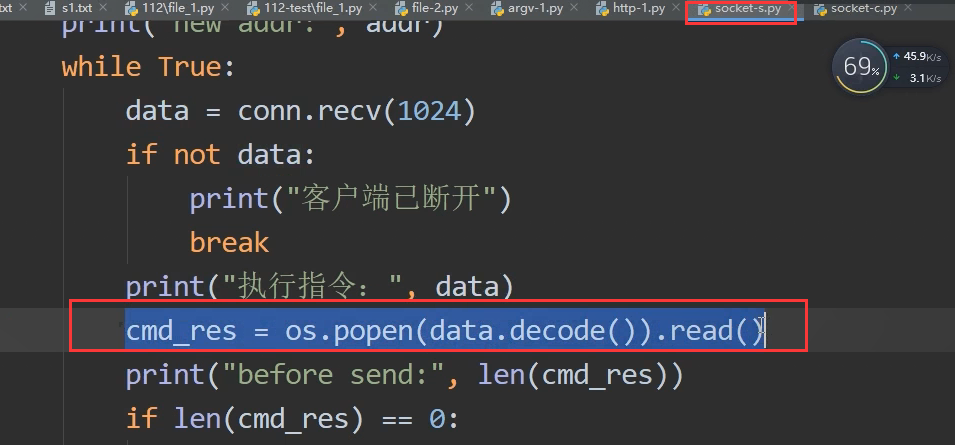 txt s1.txt 112\file_1.py 112-test\file_1.py file-2.py argv-1.py http-1.py socket-s.py socket-c.py
print("new addr:", addr)
while True:
data = conn.recv(1024)
if not data:
print("客户端已断开")
break
print("执行指令：", data)
cmd_res = os.popen(data.decode()).read()
print("before send:", len(cmd_res))
if len(cmd_res) == 0:
69%
45.9K/s
3.1K/s